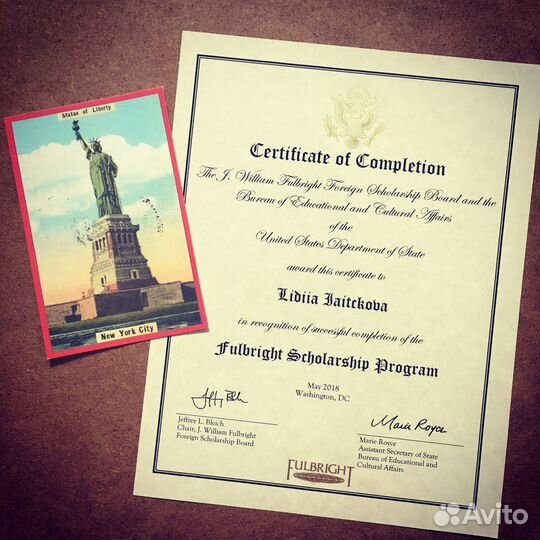 Statue of Liberty
New York City
Certificate of Completion
The J. William Fulbright Foreign Scholarship Board and the
Bureau of Educational and Cultural Affairs
of the
United States Department of State
award this certificate to
Lidiia Iaitckova
in recognition of successful completion of the
Fulbright Scholarship Program
May 2018
Washington, DC
Jeffrey L. Bleich
Chair, J. William Fulbright
Foreign Scholarship Board
Marie Royce
Marie Royce
Assistant Secretary of State
Bureau of Educational and
Cultural Affairs
FULBRIGHT
Avito